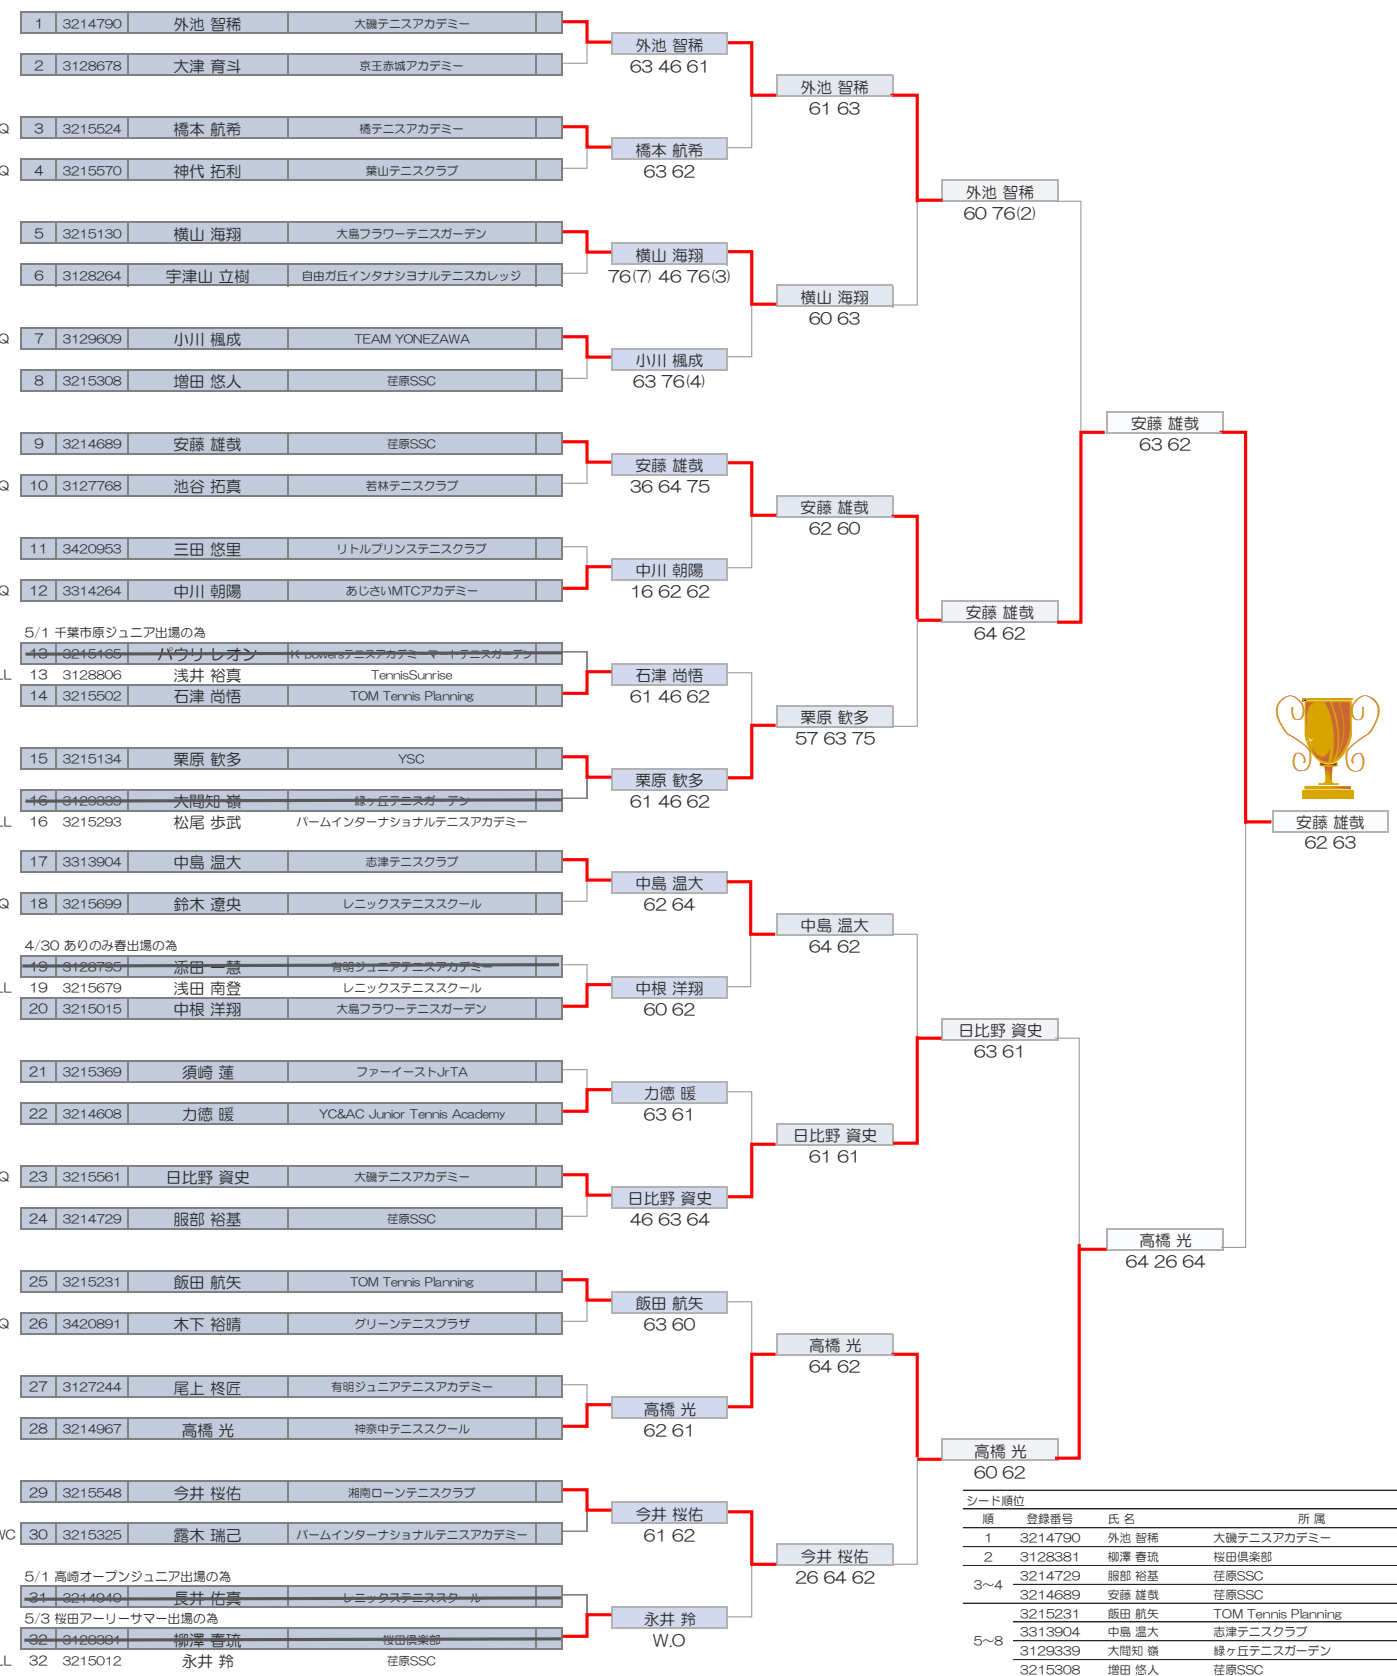 1 3214790 外池 智稀 大磯テニスアカデミー
外池 智稀
63 46 61
2 3128678 大津 育斗 京王赤城アカデミー
外池 智稀
61 63
Q 3 3215524 橋本 航希 橘テニスアカデミー
橋本 航希
63 62
Q 4 3215570 神代 拓利 葉山テニスクラブ
外池 智稀
60 76(2)
5 3215130 横山 海翔 大島フラワーテニスガーデン
横山 海翔
76(7) 46 76(3)
6 3128264 宇津山 立樹 自由ガ丘インタナショナルテニスカレッジ
横山 海翔
60 63
Q 7 3129609 小川 楓成 TEAM YONEZAWA
小川 楓成
63 76(4)
8 3215308 増田 悠人 荏原SSC
安藤 雄哉
63 62
9 3214689 安藤 雄哉 荏原SSC
安藤 雄哉
36 64 75
Q 10 3127768 池谷 拓真 若林テニスクラブ
安藤 雄哉
62 60
11 3420953 三田 悠里 リトルプリンステニスクラブ
中川 朝陽
16 62 62
Q 12 3314264 中川 朝陽 あじさいMTCアカデミー
安藤 雄哉
64 62
5/1 千葉市原ジュニア出場の為
13 3215165 パウリ レオン K-powersテニスアカデミーマートテニスガーデン
LL 13 3128806 浅井 裕真 TennisSunrise
石津 尚悟
61 46 62
14 3215502 石津 尚悟 TOM Tennis Planning
栗原 歓多
57 63 75
15 3215134 栗原 歓多 YSC
栗原 歓多
61 46 62
16 3129339 大間知 嶺 緑ヶ丘テニスガーデン
LL 16 3215293 松尾 歩武 パームインターナショナルテニスアカデミー
安藤 雄哉
62 63
17 3313904 中島 温大 志津テニスクラブ
中島 温大
62 64
Q 18 3215699 鈴木 遼央 レニックステニススクール
中島 温大
64 62
4/30 ありのみ春出場の為
19 3128795 添田 一慧 有明ジュニアテニスアカデミー
LL 19 3215679 浅田 南登 レニックステニススクール
中根 洋翔
60 62
20 3215015 中根 洋翔 大島フラワーテニスガーデン
日比野 資史
63 61
21 3215369 須崎 蓮 ファーイーストJrTA
力徳 暖
63 61
22 3214608 力徳 暖 YC&AC Junior Tennis Academy
日比野 資史
61 61
Q 23 3215561 日比野 資史 大磯テニスアカデミー
日比野 資史
46 63 64
24 3214729 服部 裕基 荏原SSC
高橋 光
64 26 64
25 3215231 飯田 航矢 TOM Tennis Planning
飯田 航矢
63 60
Q 26 3420891 木下 裕晴 グリーンテニスプラザ
高橋 光
64 62
27 3127244 尾上 柊匠 有明ジュニアテニスアカデミー
高橋 光
62 61
28 3214967 高橋 光 神奈中テニススクール
高橋 光
60 62
29 3215548 今井 桜佑 湘南ローンテニスクラブ
今井 桜佑
61 62
WC 30 3215325 露木 瑞己 パームインターナショナルテニスアカデミー
今井 桜佑
26 64 62
5/1 高崎オープンジュニア出場の為
31 3214940 長井 佑真 レニックステニススクール
5/3 桜田アーリーサマー出場の為
永井 羚
W.O
32 3128381 柳澤 春琉 桜田倶楽部
LL 32 3215012 永井 羚 荏原SSC
シード順位
順 登録番号 氏 名 所 属
1 3214790 外池 智稀 大磯テニスアカデミー
2 3128381 柳澤 春琉 桜田倶楽部
3～4 3214729 服部 裕基 荏原SSC
3214689 安藤 雄哉 荏原SSC
5～8 3215231 飯田 航矢 TOM Tennis Planning
3313904 中島 温大 志津テニスクラブ
3129339 大間知 嶺 緑ヶ丘テニスガーデン
3215308 増田 悠人 荏原SSC